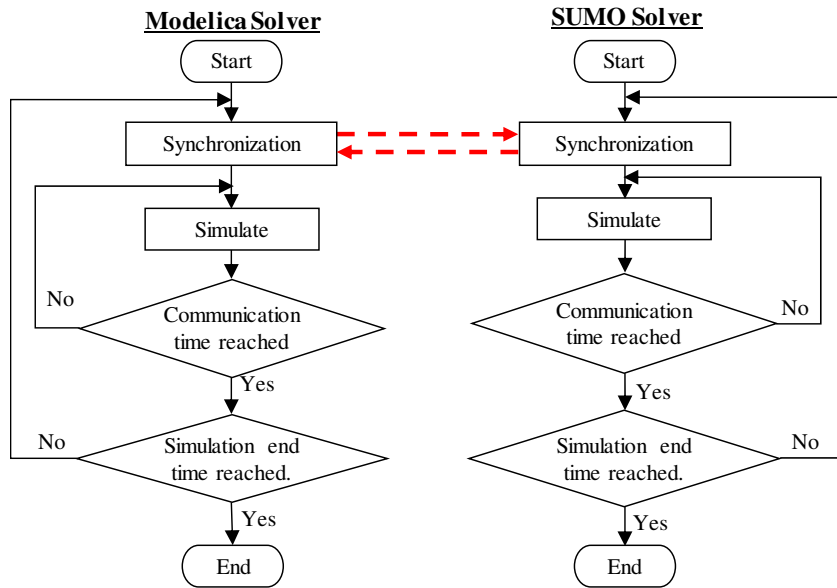 Modelica Solver
Start
Synchronization
Simulate
No
Communication
time reached
Yes
No
Simulation end
time reached.
Yes
End
SUMO Solver
Start
Synchronization
Simulate
No
Communication
time reached
Yes
Simulation end
time reached.
No
Yes
End